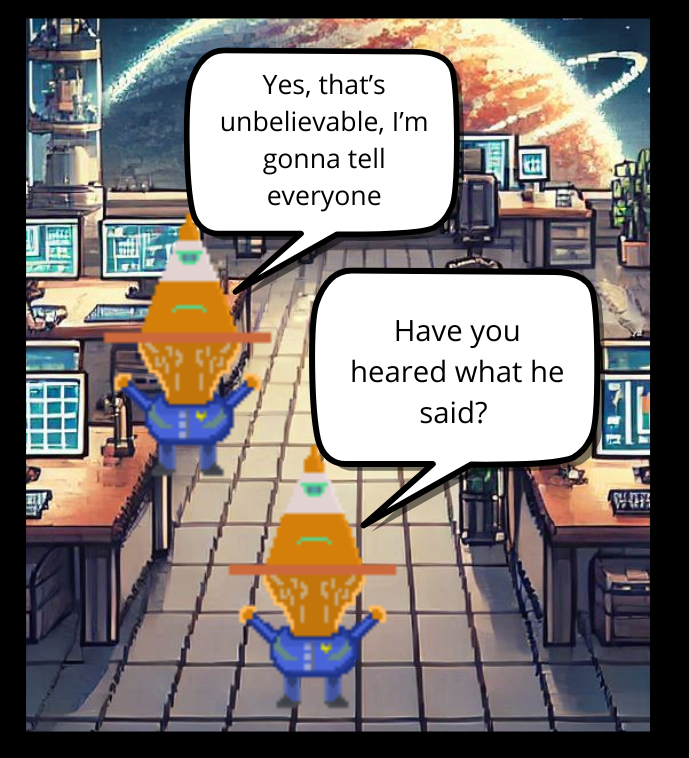 Yes, that’s
unbelievable, I’m
gonna tell
everyone
Have you
heared what he
said?